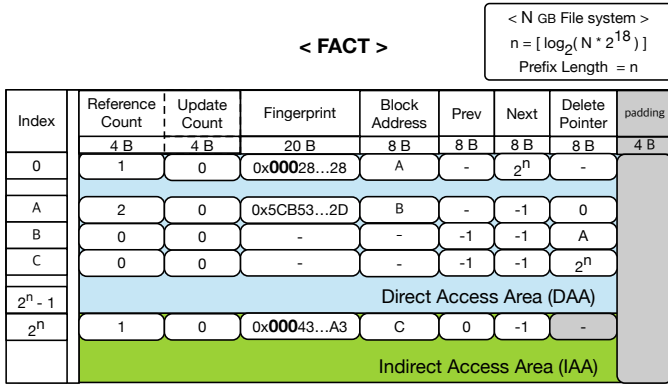 < N GB File system >
n = [ log2( N * 2^18 ) ]
Prefix Length = n
< FACT >
Index Reference Count Update Count Fingerprint Block Address Prev Next Delete Pointer padding
4 B 4 B 20 B 8 B 8 B 8 B 8 B 4 B
0 1 0 0x00028...28 A - 2^n -
A 2 0 0x5CB53...2D B - -1 0
B 0 0 - - -1 -1 A
C 0 0 - - -1 -1 2^n
2^n - 1 Direct Access Area (DAA)
2^n 1 0 0x00043...A3 C 0 -1 -
Indirect Access Area (IAA)